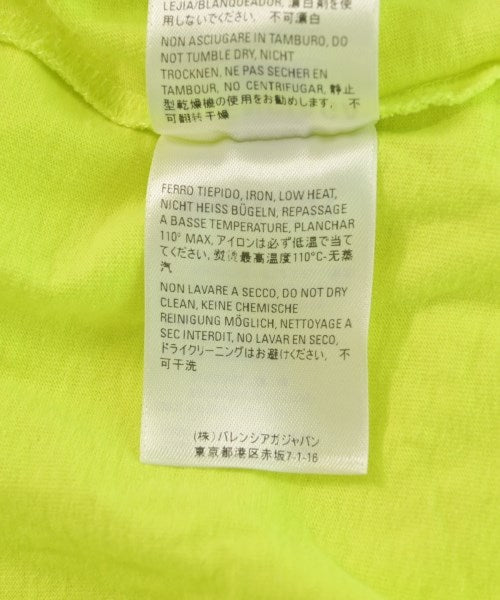 LEJIA/BLANQUEADOR, 漂白剤を使
用しないでください, 不可漂白
NON ASCIUGARE IN TAMBURO, DO
NOT TUMBLE DRY, NICHT
TROCKNEN, NE PAS SECHER EN
TAMBOUR, NO CENTRIFUGAR, 静止
型乾燥機の使用をお勧めします, 不
可翻转干燥
FERRO TIEPIDO, IRON, LOW HEAT,
NICHT HEISS BÜGELN, REPASSAGE
A BASSE TEMPERATURE, PLANCHAR
110° MAX, アイロンは必ず低温で当て
てください, 熨烫最高温度110°C-无蒸
汽
NON LAVARE A SECCO, DO NOT DRY
CLEAN, KEINE CHEMISCHE
REINIGUNG MÖGLICH, NETTOYAGE A
SEC INTERDIT, NO LAVAR EN SECO,
ドライクリーニングはお避けください, 不
可干洗
(株) バレンシアガジャパン
東京都港区赤坂7-1-16